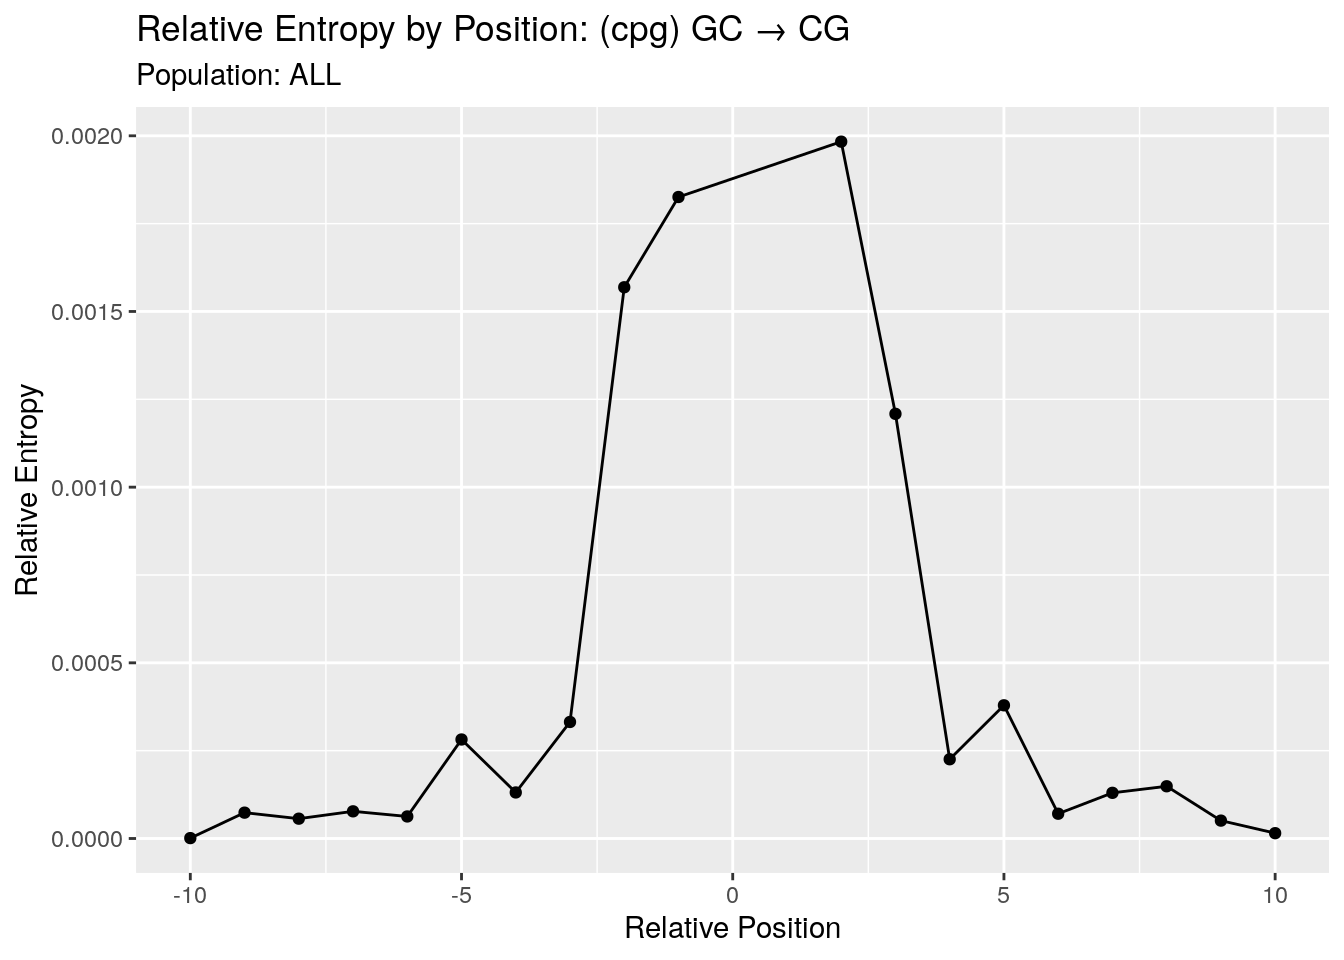 Relative Entropy by Position: (cpg) GC → CG
Population: ALL
0.0020
0.0015
0.0010
0.0005
0.0000
Relative Entropy
-10 -5 0 5 10
Relative Position